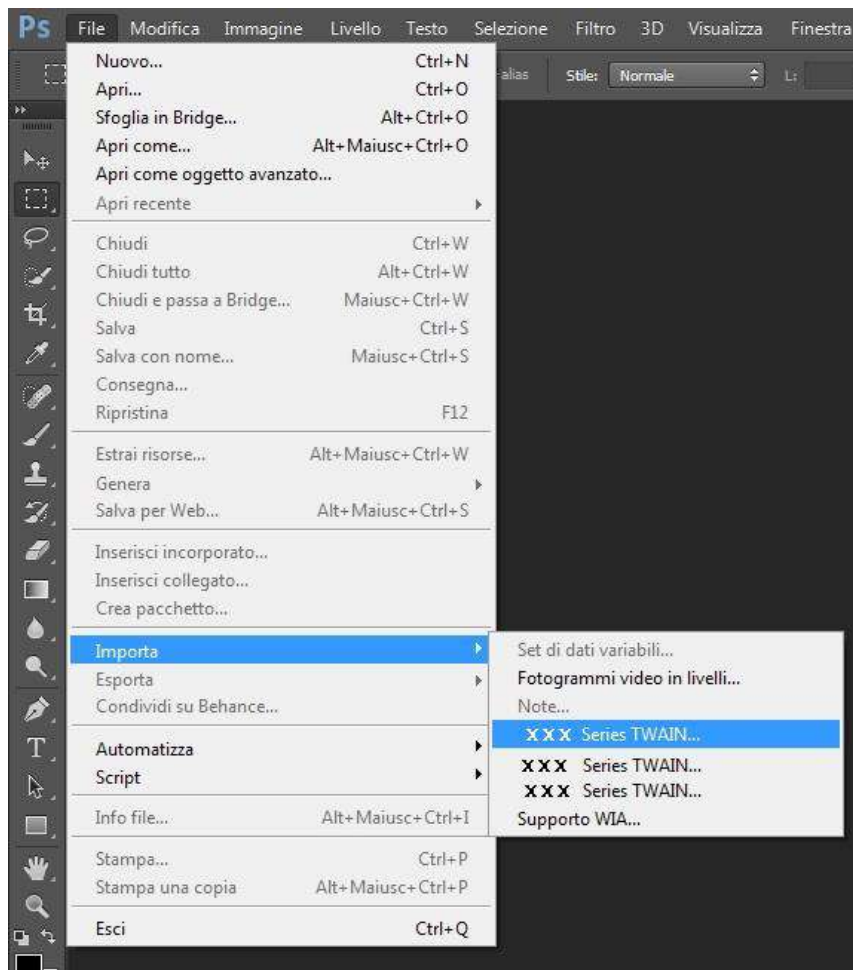 Ps File Modifica Immagine Livello Testo Selezione Filtro 3D Visualizza Finestra
alias Stile: Normale L:
Nuovo... Ctrl+N
Apri... Ctrl+O
Sfoglia in Bridge... Alt+Ctrl+O
Apri come... Alt+Maiusc+Ctrl+O
Apri come oggetto avanzato...
Apri recente
Chiudi Ctrl+W
Chiudi tutto Alt+Ctrl+W
Chiudi e passa a Bridge... Maiusc+Ctrl+W
Salva Ctrl+S
Salva con nome... Maiusc+Ctrl+S
Consegna...
Ripristina F12
Estrai risorse... Alt+Maiusc+Ctrl+W
Genera
Salva per Web... Alt+Maiusc+Ctrl+S
Inserisci incorporato...
Inserisci collegato...
Crea pacchetto...
Importa
Esporta
Condividi su Behance...
Automatizza
Script
Info file... Alt+Maiusc+Ctrl+I
Stampa... Ctrl+P
Stampa una copia Alt+Maiusc+Ctrl+P
Esci Ctrl+Q
Set di dati variabili...
Fotogrammi video in livelli...
Note...
XXX Series TWAIN...
XXX Series TWAIN...
XXX Series TWAIN...
Supporto WIA...